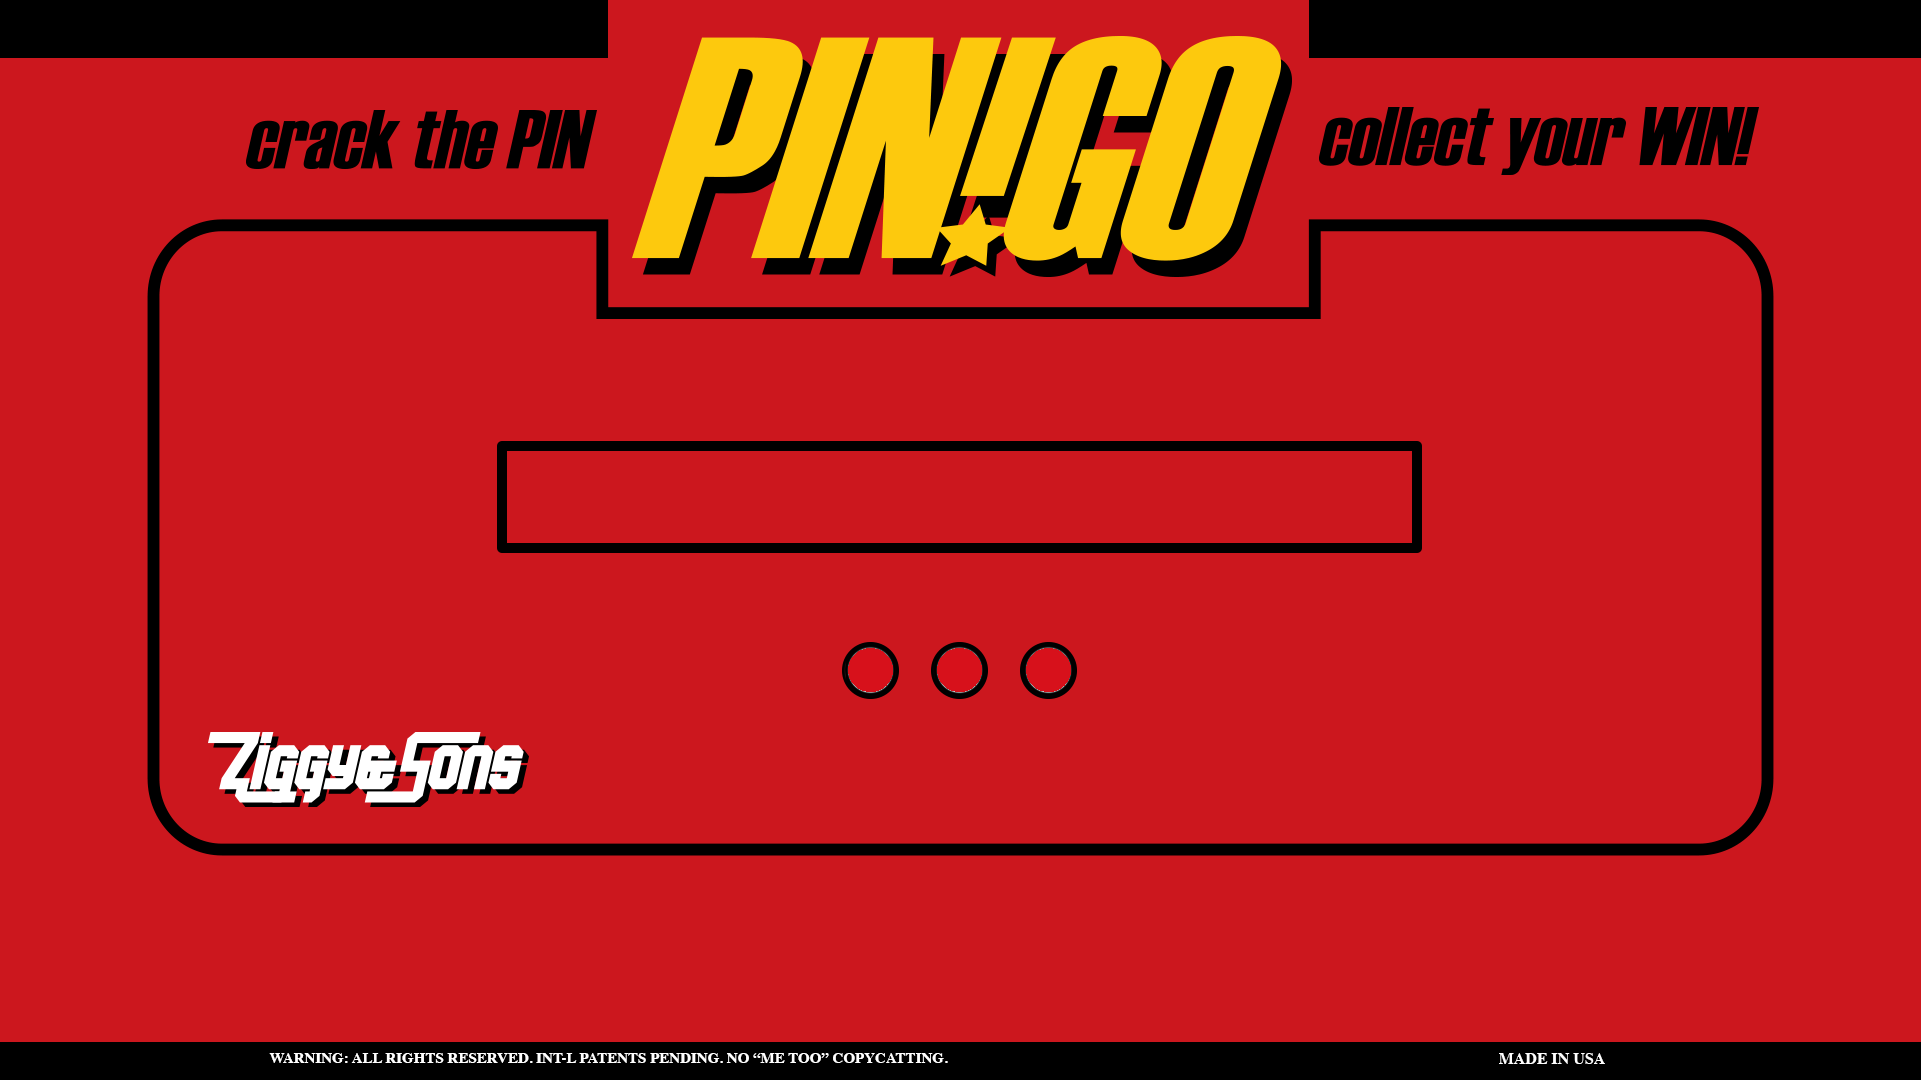 PIN!GO
crack the PIN
collect your WIN!
Ziggy&Sons
WARNING: ALL RIGHTS RESERVED. INT-L PATENTS PENDING. NO “ME TOO” COPYCATTING.
MADE IN USA